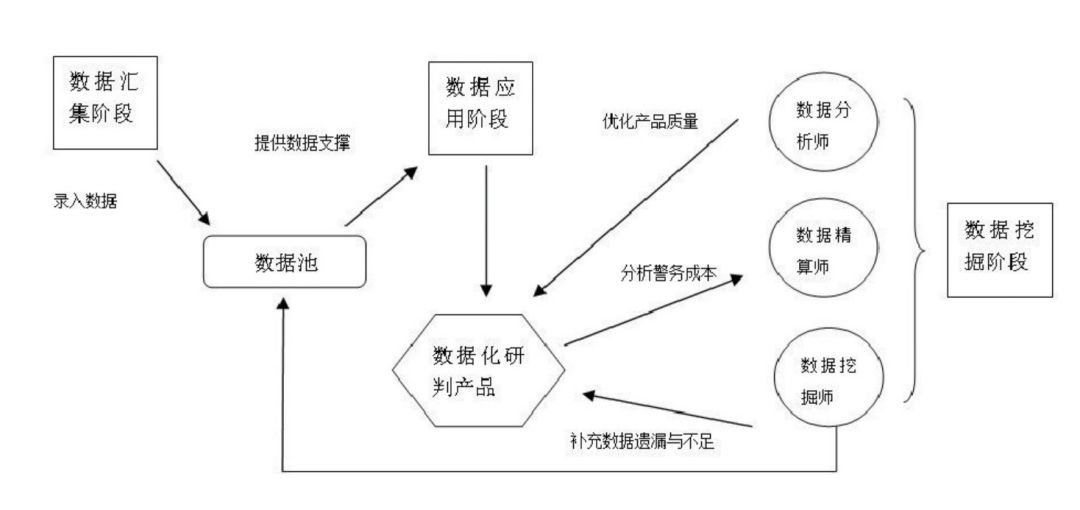 数据汇
集阶段
数据应
用阶段
提供数据支撑
录入数据
数据池
优化产品质量
数据分
析师
数据精
算师
数据挖
掘阶段
分析警务成本
数据化研
判产品
数据挖
掘师
补充数据遗漏与不足